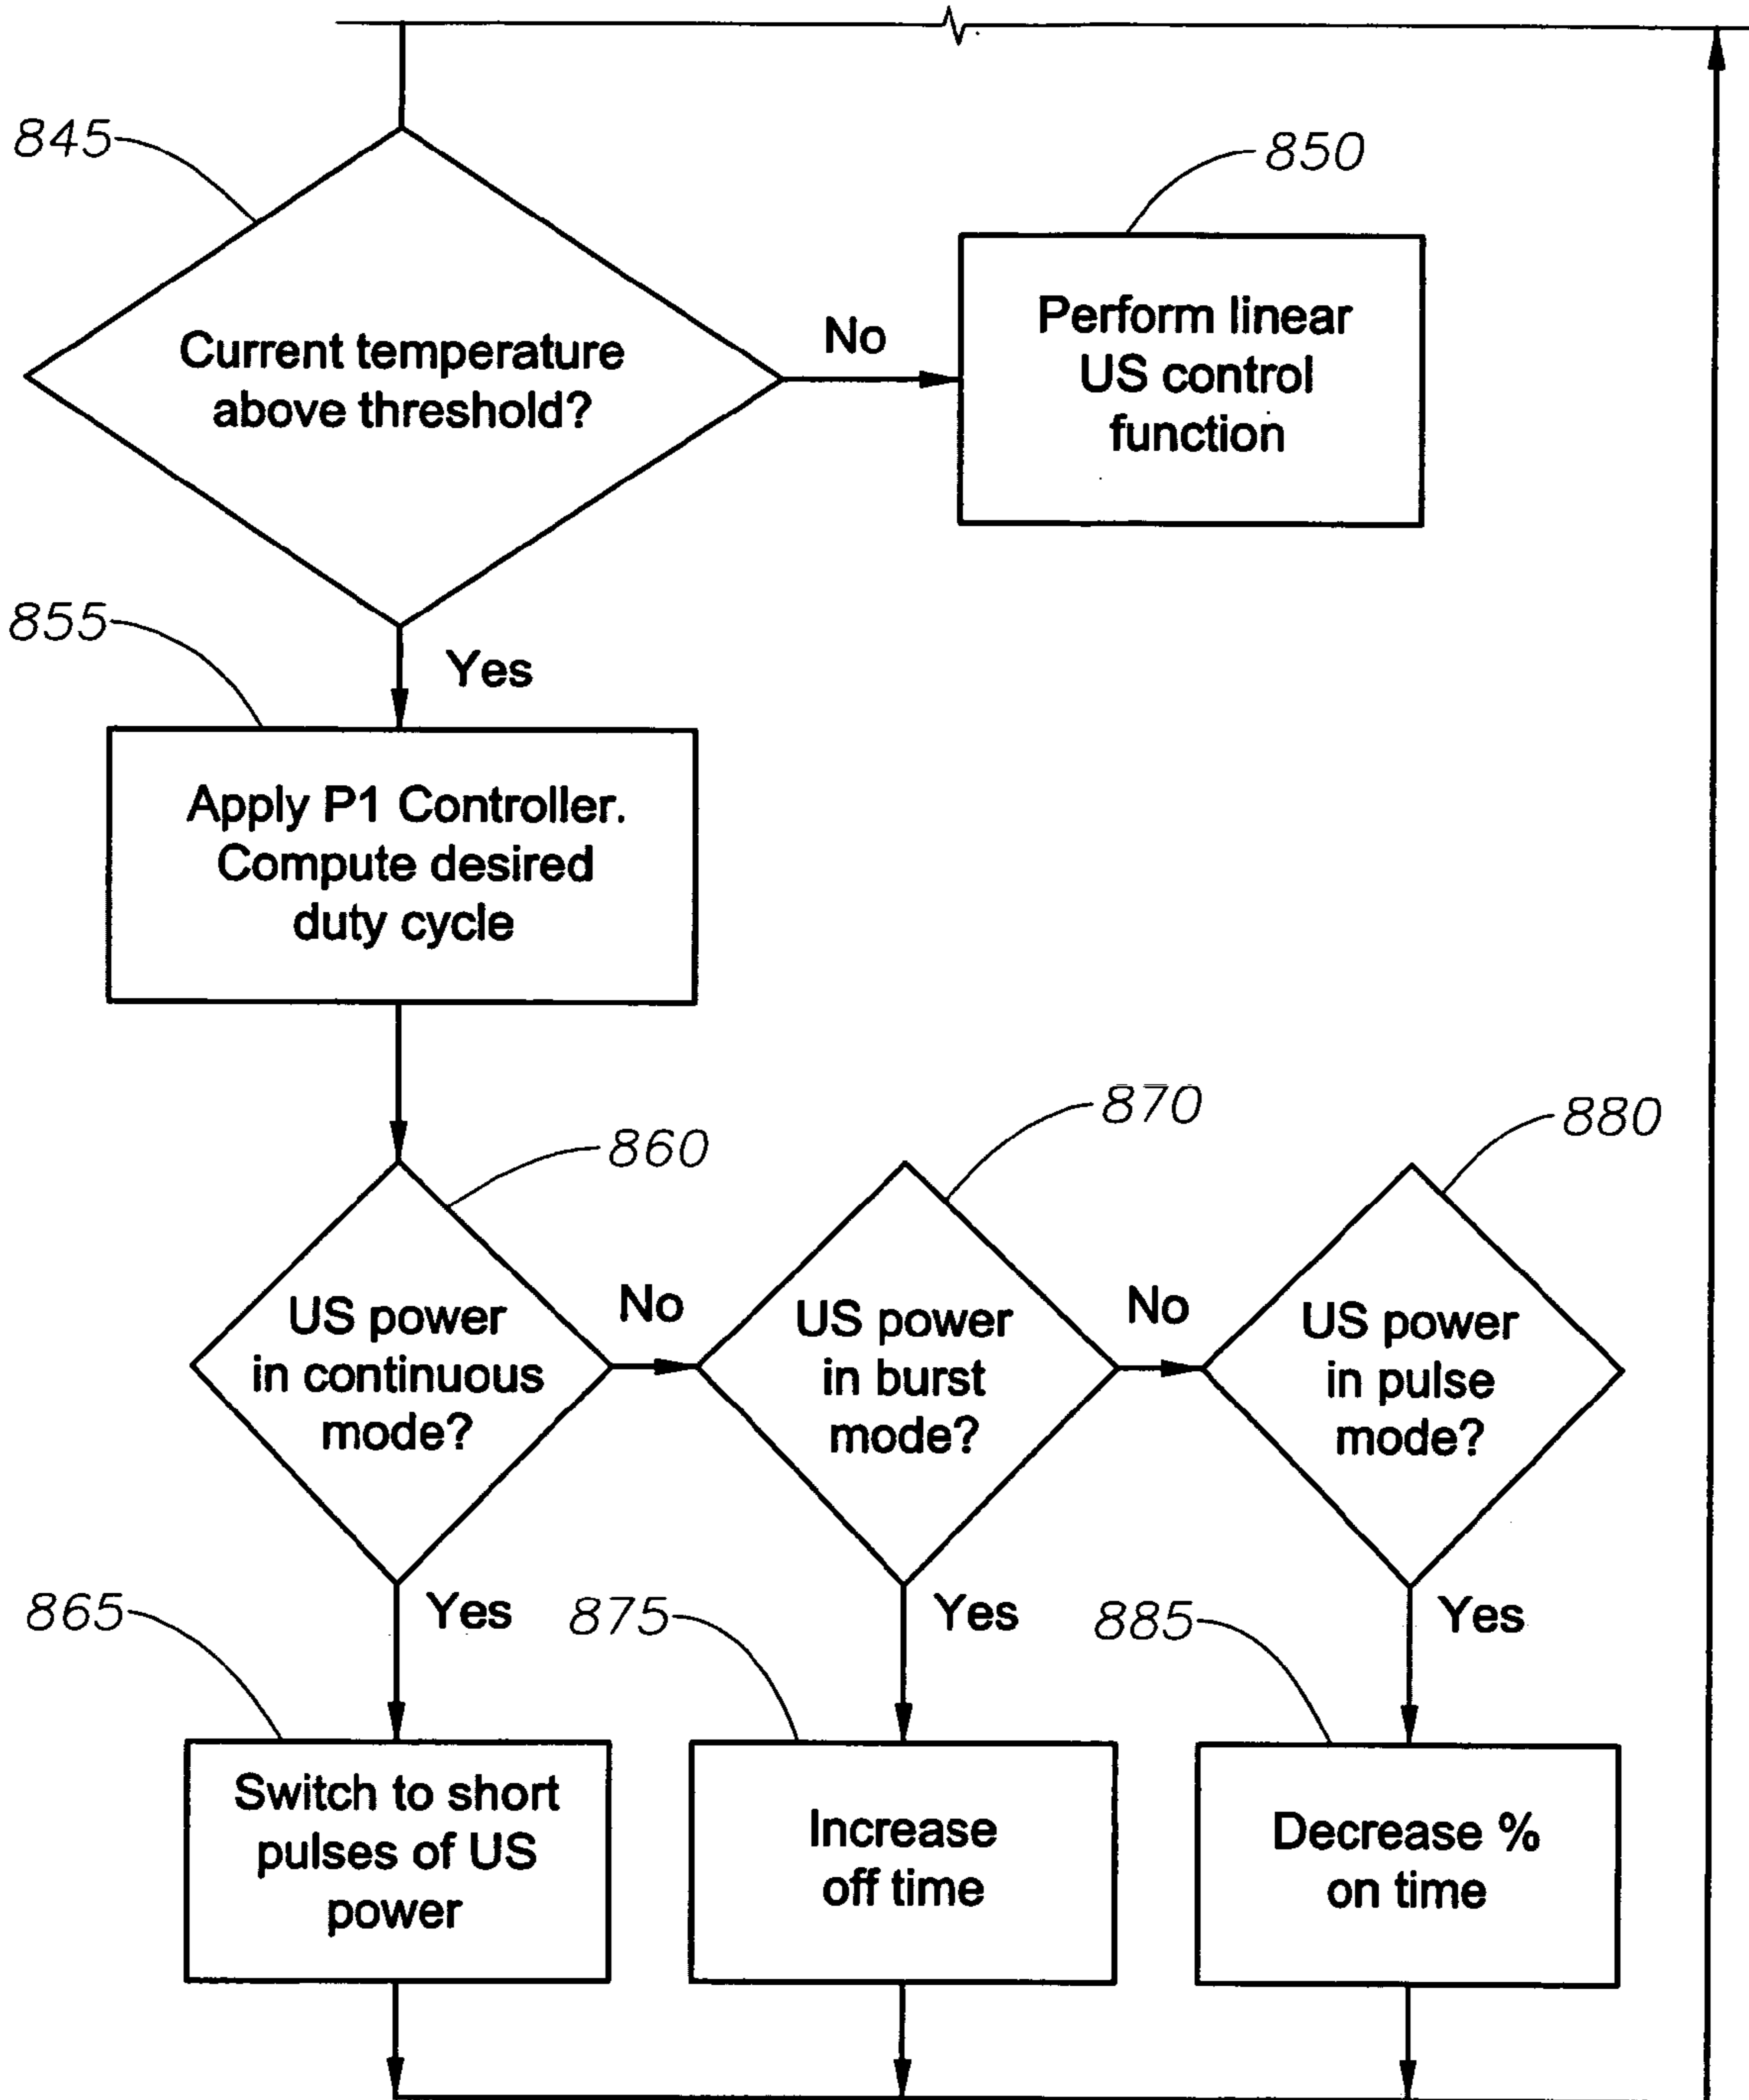 845
850
Current temperature
above threshold?
No
Perform linear
US control
function
855
Yes
Apply P1 Controller.
Compute desired
duty cycle
860
870
880
US power
in continuous
mode?
No
US power
in burst
mode?
No
US power
in pulse
mode?
865
Yes
875
Yes
885
Yes
Switch to short
pulses of US
power
Increase
off time
Decrease %
on time